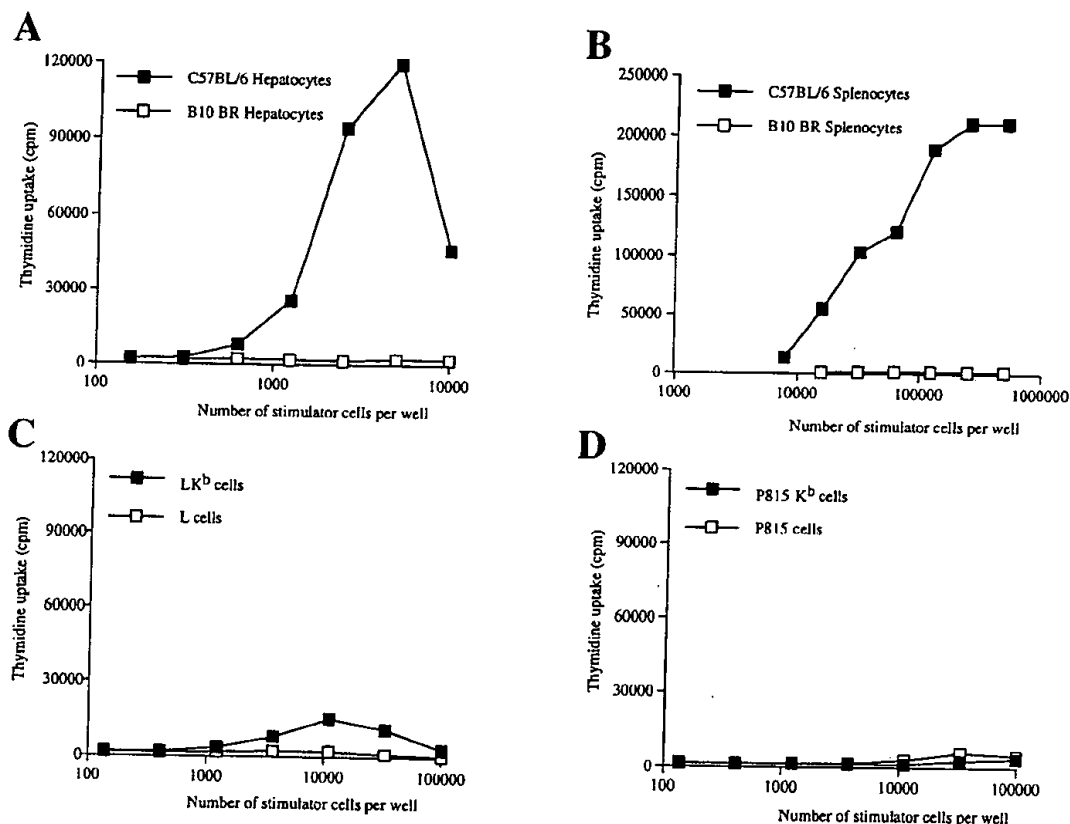 A
120000
90000
60000
30000
0
Thymidine uptake (cpm)
C57BL/6 Hepatocytes
B10 BR Hepatocytes
100
1000
10000
Number of stimulator cells per well
B
250000
200000
150000
100000
50000
0
Thymidine uptake (cpm)
C57BL/6 Splenocytes
B10 BR Splenocytes
1000
10000
100000
1000000
Number of stimulator cells per well
C
120000
90000
60000
30000
0
Thymidine uptake (cpm)
LKᵇ cells
L cells
100
1000
10000
100000
Number of stimulator cells per well
D
120000
90000
60000
30000
0
Thymidine uptake (cpm)
P815 Kᵇ cells
P815 cells
100
1000
10000
100000
Number of stimulator cells per well